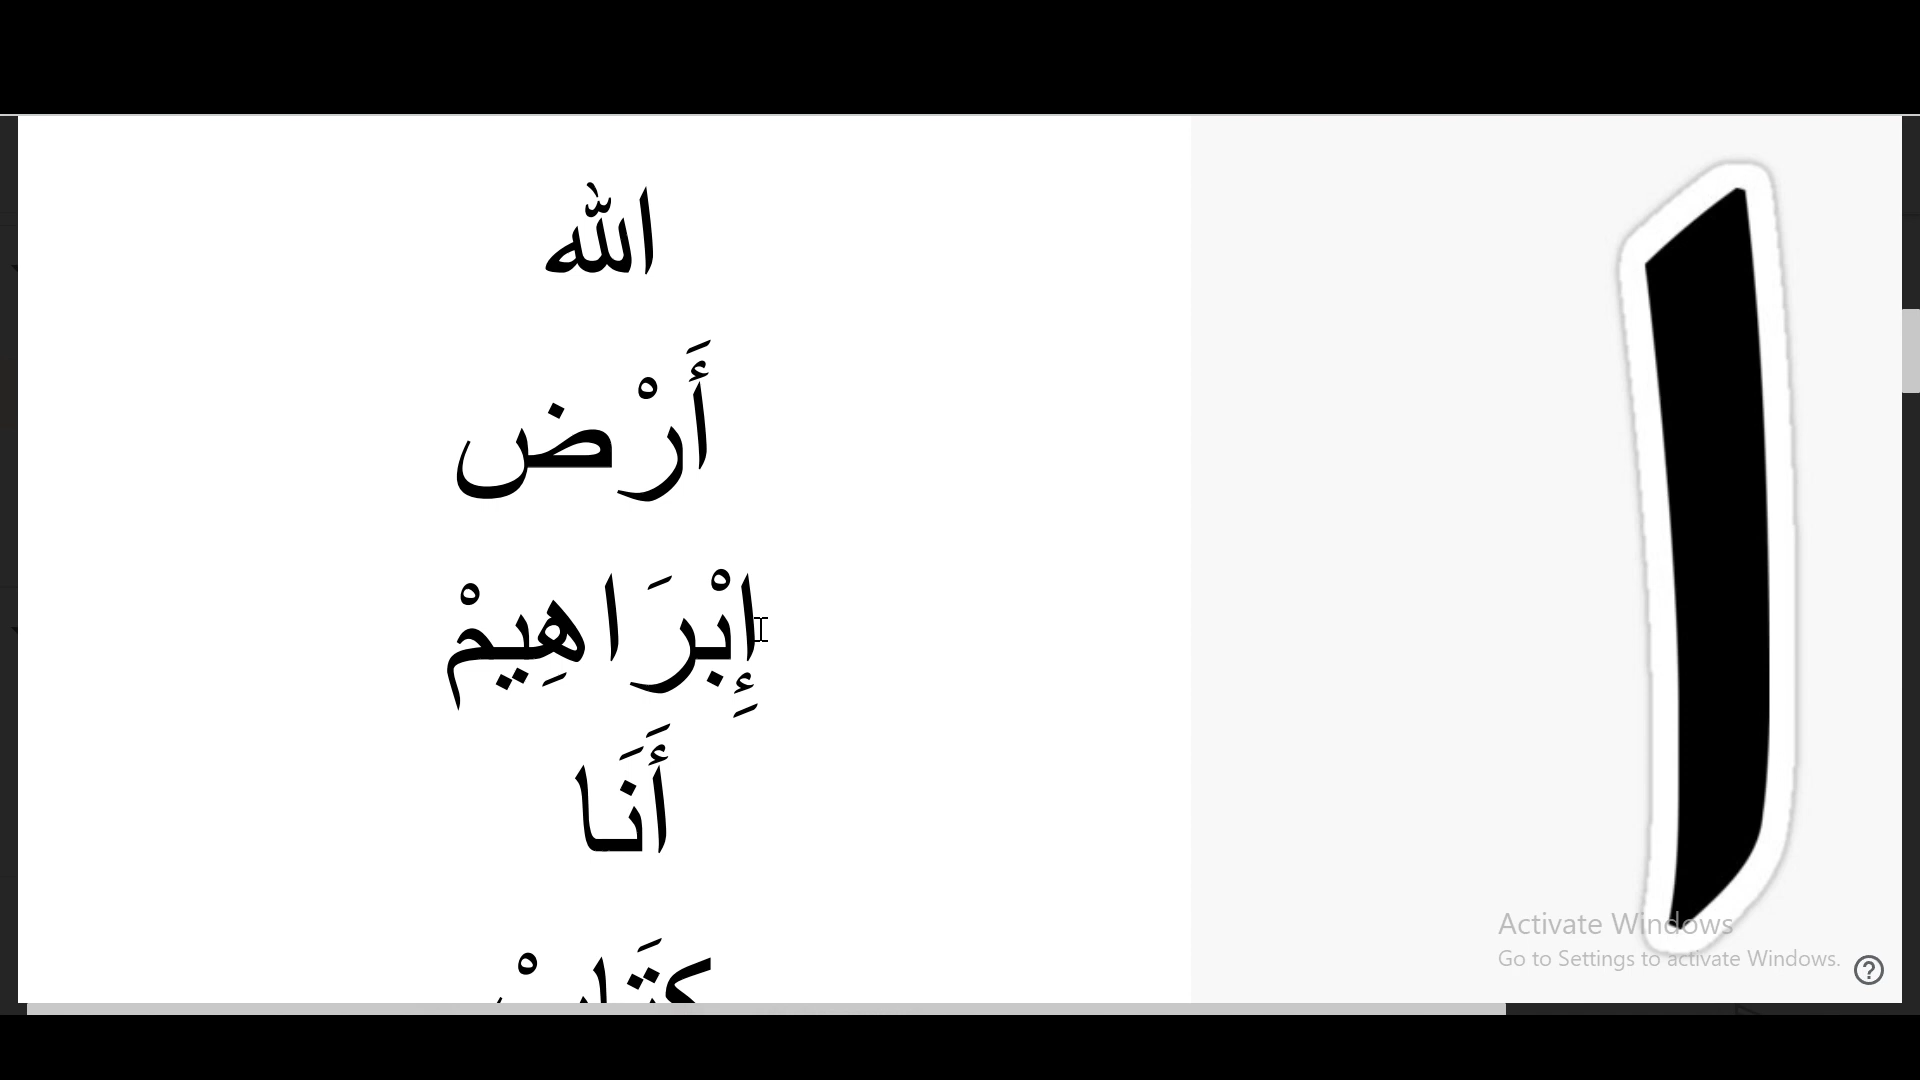 الله
أَرْض
إِبْرَاهِيمْ
أَنَا
ا
Activate Windows
Go to Settings to activate Windows.